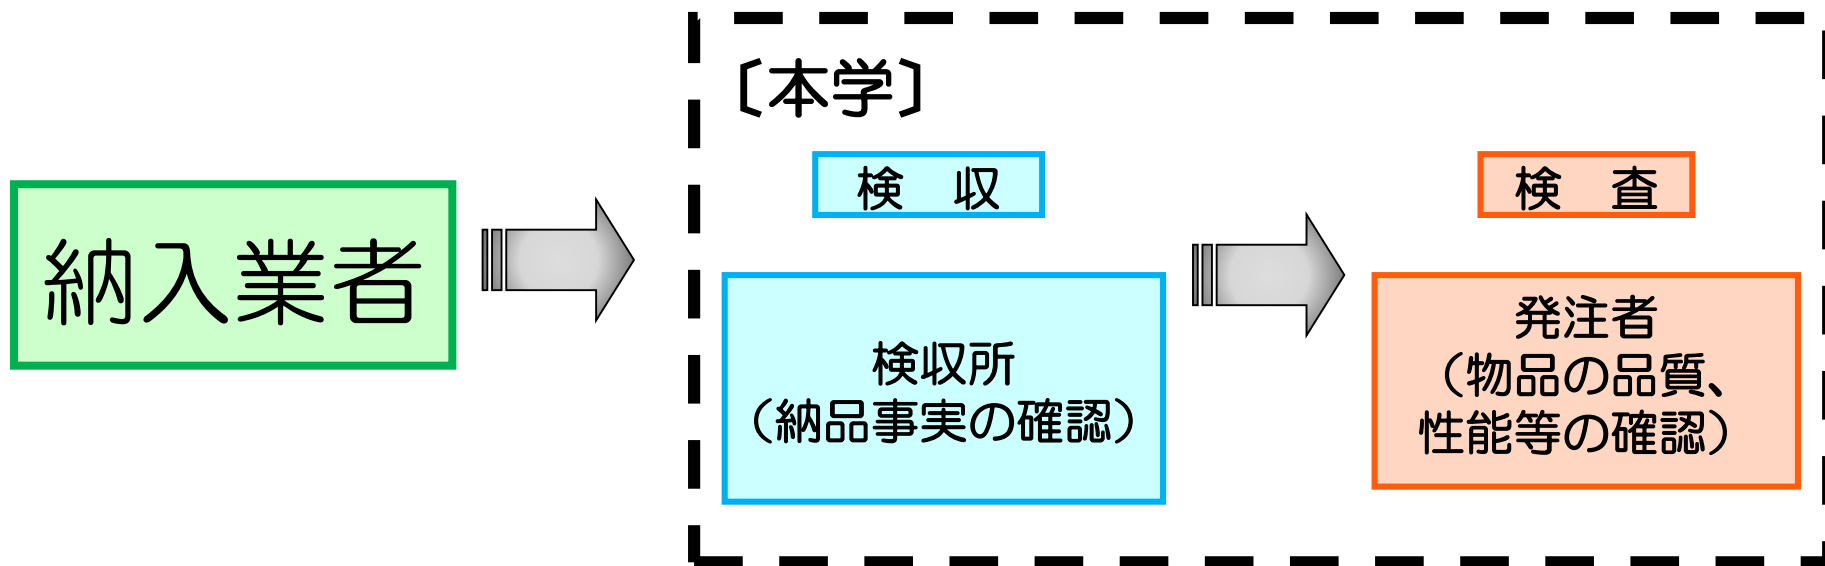 〔本学〕
納入業者
検　収
検収所
（納品事実の確認）
検　査
発注者
（物品の品質、
性能等の確認）